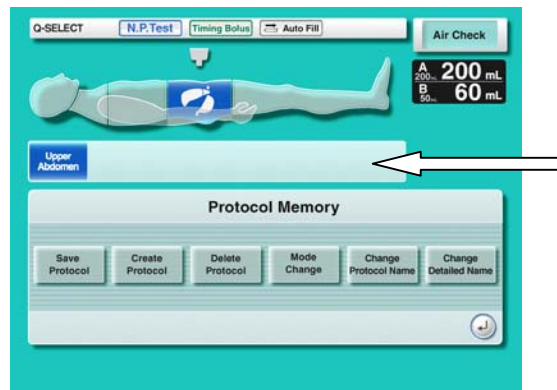 Q-SELECT N.P.Test Timing Bolus Auto Fill
Air Check
A 200mL 200 mL
B 50mL 60 mL
Upper
Abdomen
Protocol Memory
Save
Protocol
Create
Protocol
Delete
Protocol
Mode
Change
Change
Protocol Name
Change
Detailed Name